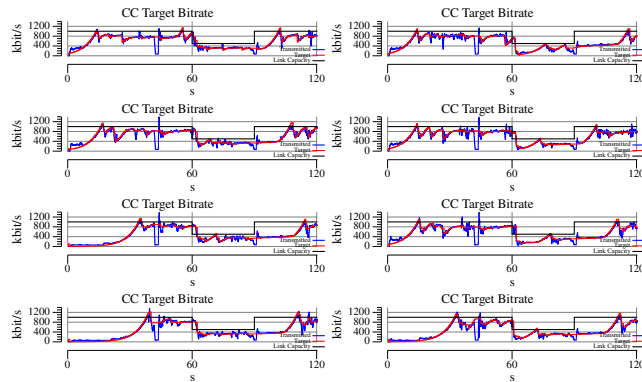 CC Target Bitrate
CC Target Bitrate
kbit/s
1200
800
400
0
Transmitted
Target
Link Capacity
0
60
120
s
kbit/s
1200
800
400
0
Transmitted
Target
Link Capacity
0
60
120
s
CC Target Bitrate
CC Target Bitrate
kbit/s
1200
800
400
0
Transmitted
Target
Link Capacity
0
60
120
s
kbit/s
1200
800
400
0
Transmitted
Target
Link Capacity
0
60
120
s
CC Target Bitrate
CC Target Bitrate
kbit/s
1200
800
400
0
Transmitted
Target
Link Capacity
0
60
120
s
kbit/s
1200
800
400
0
Transmitted
Target
Link Capacity
0
60
120
s
CC Target Bitrate
CC Target Bitrate
kbit/s
1200
800
400
0
Transmitted
Target
Link Capacity
0
60
120
s
kbit/s
1200
800
400
0
Transmitted
Target
Link Capacity
0
60
120
s